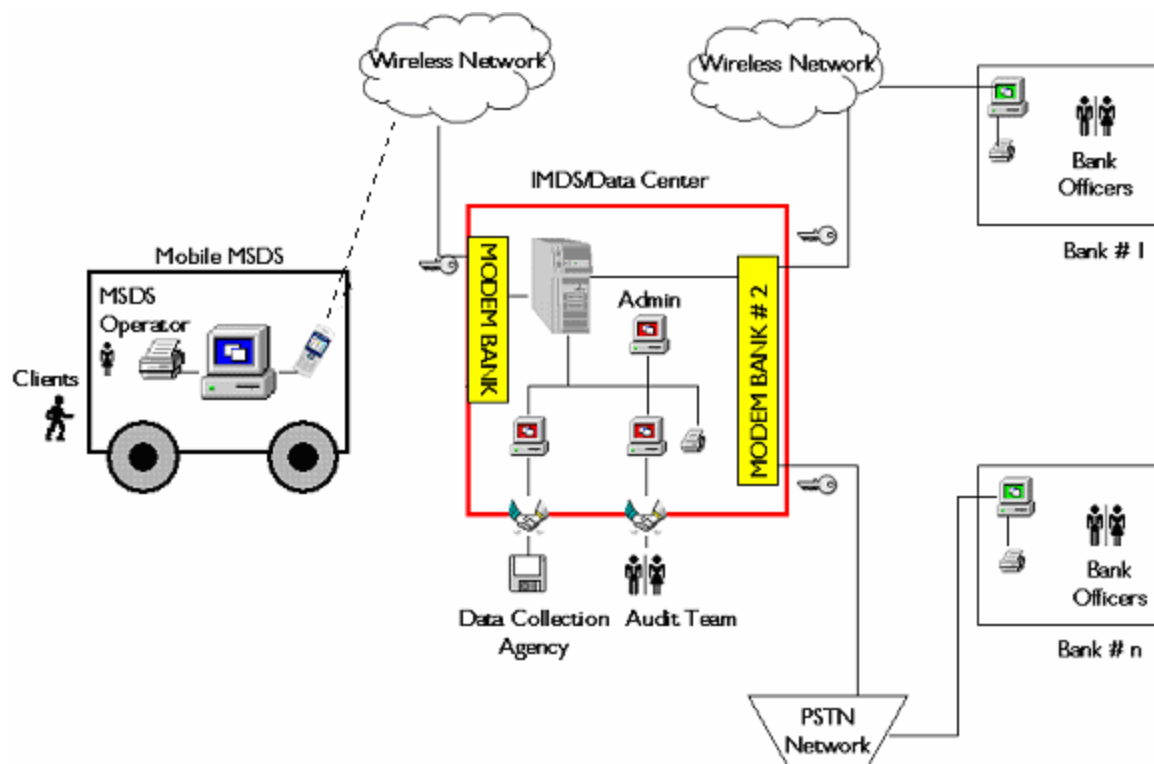 Wireless Network
Wireless Network
Bank
Officers
Bank # 1
IMDS/Data Center
MODEM BANK
Admin
MODEM BANK # 2
Mobile MSDS
MSDS
Operator
Clients
Data Collection
Agency
Audit Team
Bank
Officers
Bank # n
PSTN
Network